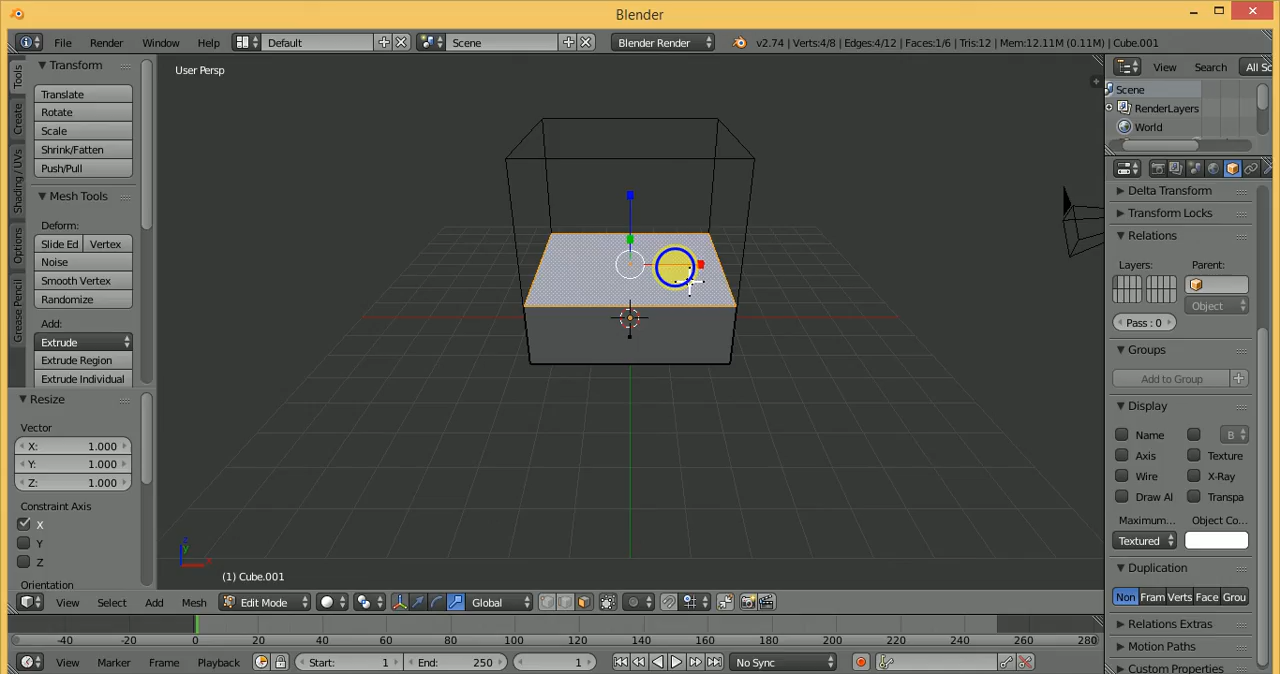 Blender
File Render Window Help Default Scene Blender Render v2.74 | Verts:4/8 | Edges:4/12 | Faces:1/6 | Tris:12 | Mem:12.11M (0.11M) | Cube.001
Tools
Create
Shading / UVs
Options
Grease Pencil
Transform
Translate
Rotate
Scale
Shrink/Fatten
Push/Pull
Mesh Tools
Deform:
Slide Ed Vertex
Noise
Smooth Vertex
Randomize
Add:
Extrude
Extrude Region
Extrude Individual
Resize
Vector
X: 1.000
Y: 1.000
Z: 1.000
Constraint Axis
X
Y
Z
Orientation
User Persp
z
y
x
(1) Cube.001
View Search All Sc
Scene
RenderLayers
World
Delta Transform
Transform Locks
Relations
Layers: Parent:
Object
Pass : 0
Groups
Add to Group
Display
Name B
Axis Texture
Wire X-Ray
Draw Al Transpa
Maximum... Object Co...
Textured
Duplication
Non Fram Verts Face Grou
Relations Extras
Motion Paths
Custom Properties
View Select Add Mesh Edit Mode Global
-40 -20 0 20 40 60 80 100 120 140 160 180 200 220 240 260 280
View Marker Frame Playback Start: 1 End: 250 1 No Sync